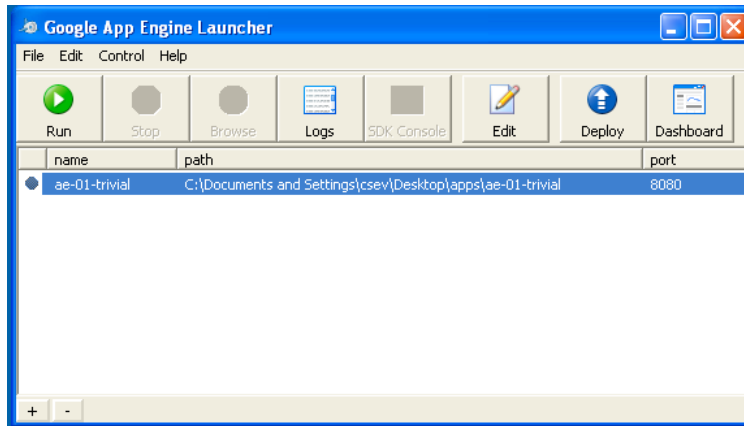 Google App Engine Launcher
File Edit Control Help
Run Stop Browse Logs SDK Console Edit Deploy Dashboard
name path port
ae-01-trivial C:\Documents and Settings\csev\Desktop\apps\ae-01-trivial 8080
+ -